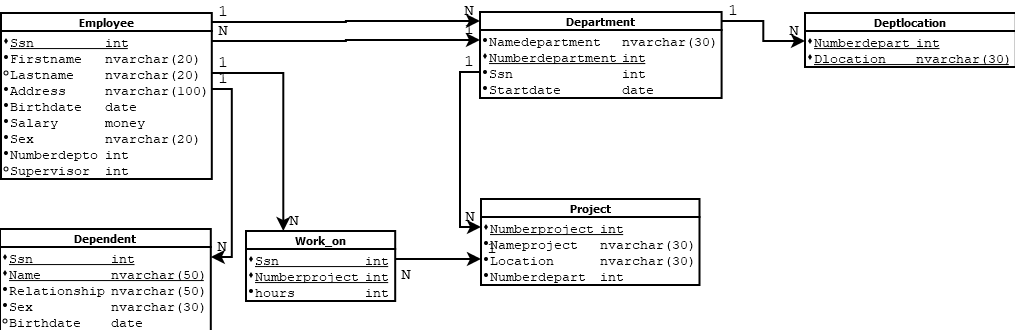 Employee
Ssn int
Firstname nvarchar(20)
Lastname nvarchar(20)
Address nvarchar(100)
Birthdate date
Salary money
Sex nvarchar(20)
Numberdepto int
Supervisor int
1
N
1
1
N
1
1
Department
Namedepartment nvarchar(30)
Numberdepartment int
Ssn int
Startdate date
1
N
Deptlocation
Numberdepart int
Dlocation nvarchar(30)
Dependent
Ssn int
Name nvarchar(50)
Relationship nvarchar(50)
Sex nvarchar(30)
Birthdate date
N
N
Work_on
Ssn int
Numberproject int
hours int
N
N
1
Project
Numberproject int
Nameproject nvarchar(30)
Location nvarchar(30)
Numberdepart int